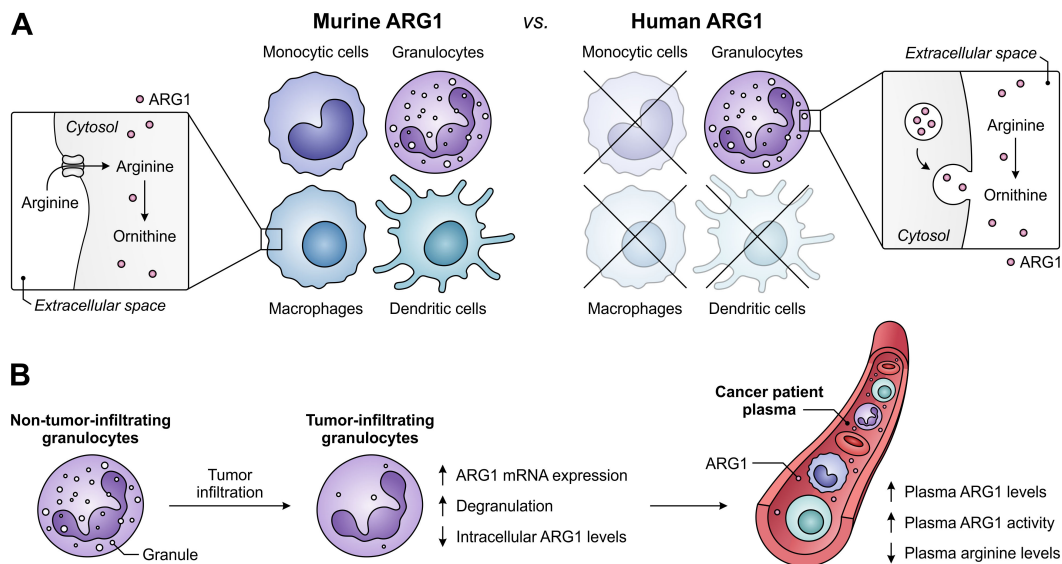 A
Murine ARG1
vs.
Human ARG1
Monocytic cells
Granulocytes
Macrophages
Dendritic cells
ARG1
Cytosol
Arginine
Arginine
Ornithine
Extracellular space
Monocytic cells
Granulocytes
Macrophages
Dendritic cells
Extracellular space
Arginine
Ornithine
Cytosol
ARG1
B
Non-tumor-infiltrating
granulocytes
Granule
Tumor
infiltration
Tumor-infiltrating
granulocytes
ARG1 mRNA expression
Degranulation
Intracellular ARG1 levels
Cancer patient
plasma
ARG1
Plasma ARG1 levels
Plasma ARG1 activity
Plasma arginine levels